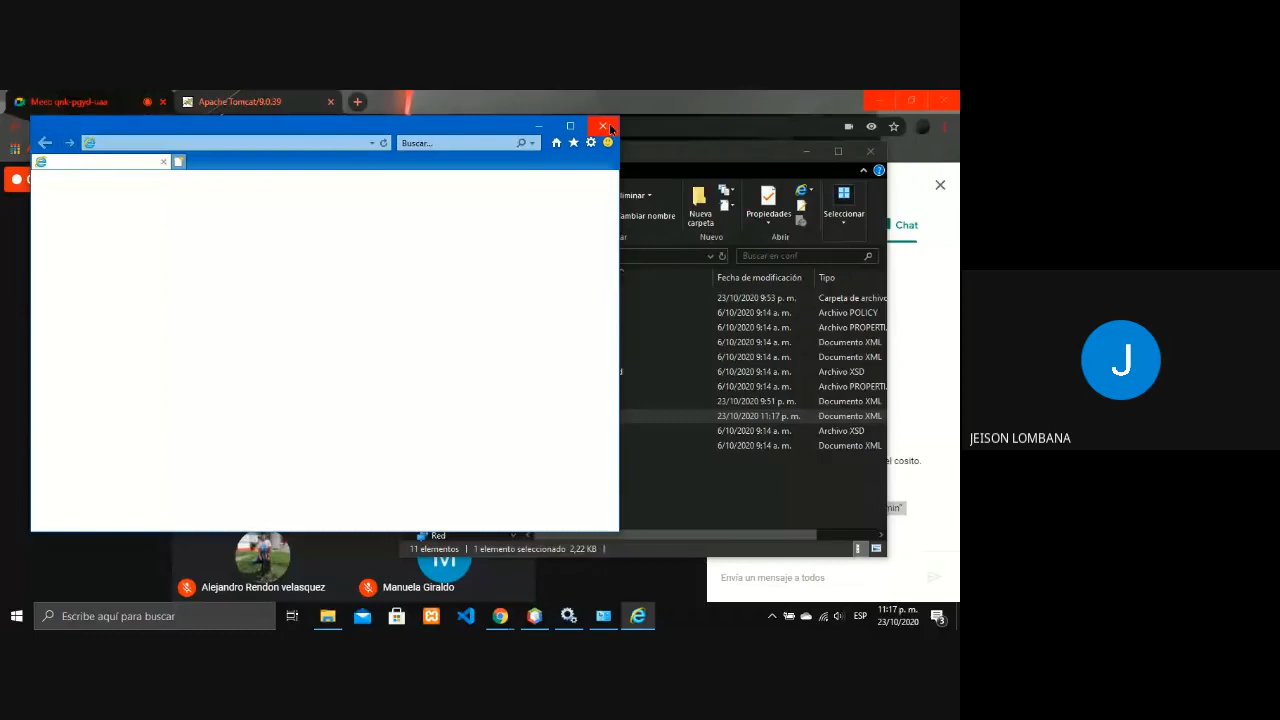 Meet: qnk-pgyd-uaa
Apache Tomcat/9.0.39
Buscar...
Chat
Cambiar nombre
Nueva carpeta
Propiedades
Seleccionar
Nuevo
Abrir
Buscar en conf
Fecha de modificación Tipo
23/10/2020 9:53 p. m. Carpeta de archivo
6/10/2020 9:14 a. m. Archivo POLICY
6/10/2020 9:14 a. m. Archivo PROPERTI
6/10/2020 9:14 a. m. Documento XML
6/10/2020 9:14 a. m. Documento XML
6/10/2020 9:14 a. m. Archivo XSD
6/10/2020 9:14 a. m. Archivo PROPERTI
23/10/2020 9:51 p. m. Documento XML
23/10/2020 11:17 p. m. Documento XML
6/10/2020 9:14 a. m. Archivo XSD
6/10/2020 9:14 a. m. Documento XML
el cosito.
min"
Red
11 elementos 1 elemento seleccionado 2,22 KB
Alejandro Rendon velasquez
M
Manuela Giraldo
Envía un mensaje a todos
Escribe aquí para buscar
ESP
11:17 p. m.
23/10/2020
3
J
JEISON LOMBANA